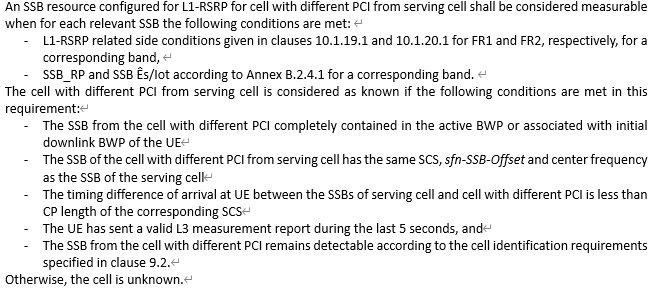 An SSB resource configured for L1-RSRP for cell with different PCI from serving cell shall be considered measurable
when for each relevant SSB the following conditions are met:
- L1-RSRP related side conditions given in clauses 10.1.19.1 and 10.1.20.1 for FR1 and FR2, respectively, for a
corresponding band,
- SSB_RP and SSB Ês/Iot according to Annex B.2.4.1 for a corresponding band.
The cell with different PCI from serving cell is considered as known if the following conditions are met in this
requirement:
- The SSB from the cell with different PCI completely contained in the active BWP or associated with initial
downlink BWP of the UE
- The SSB of the cell with different PCI from serving cell has the same SCS, sfn-SSB-Offset and center frequency
as the SSB of the serving cell
- The timing difference of arrival at UE between the SSBs of serving cell and cell with different PCI is less than
CP length of the corresponding SCS
- The UE has sent a valid L3 measurement report during the last 5 seconds, and
- The SSB from the cell with different PCI remains detectable according to the cell identification requirements
specified in clause 9.2.
Otherwise, the cell is unknown.